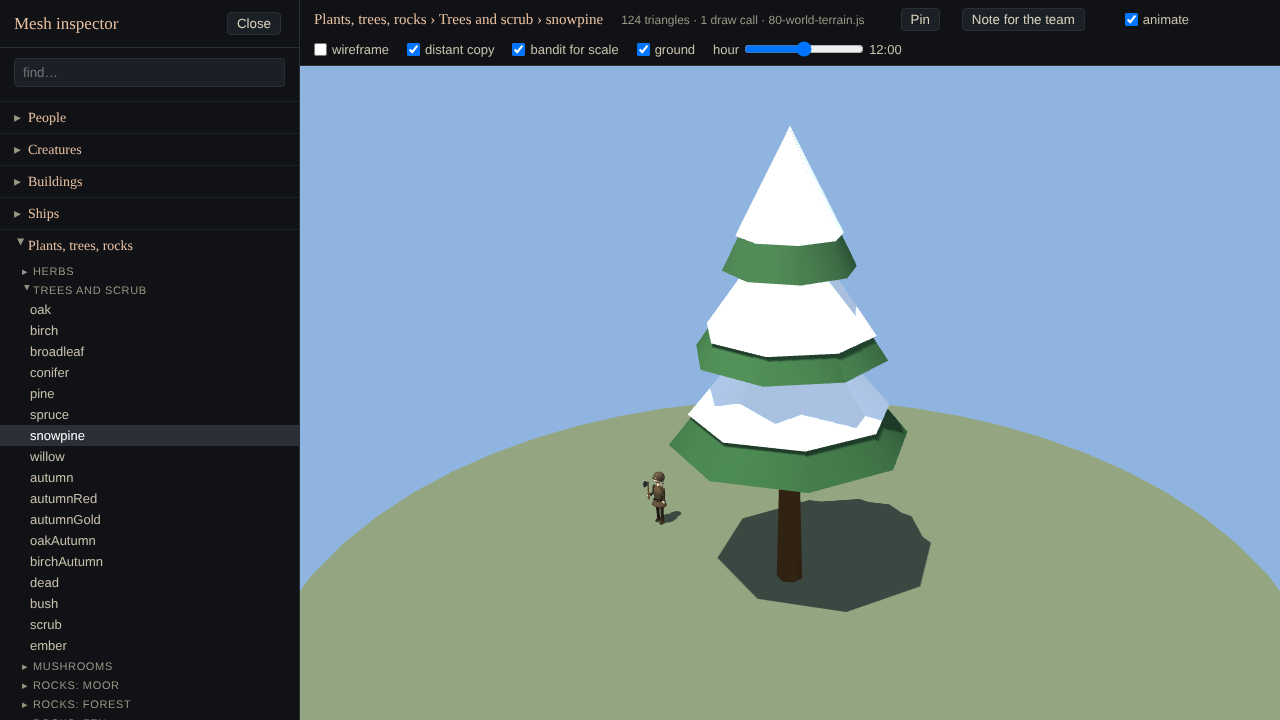 Mesh inspector
Close
find…
People
Creatures
Buildings
Ships
Plants, trees, rocks
HERBS
TREES AND SCRUB
oak
birch
broadleaf
conifer
pine
spruce
snowpine
willow
autumn
autumnRed
autumnGold
oakAutumn
birchAutumn
dead
bush
scrub
ember
MUSHROOMS
ROCKS: MOOR
ROCKS: FOREST
Plants, trees, rocks › Trees and scrub › snowpine 124 triangles · 1 draw call · 80-world-terrain.js Pin Note for the team animate
wireframe distant copy bandit for scale ground hour 12:00